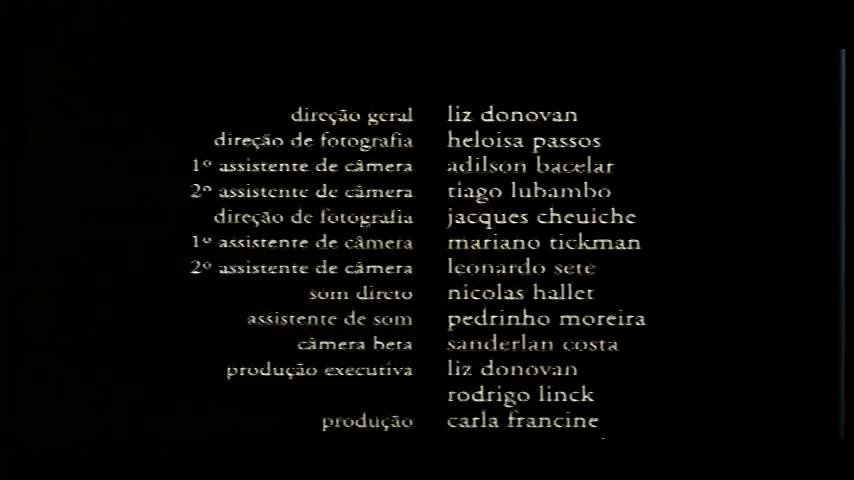 direção geral liz donovan
direção de fotografia heloisa passos
1º assistente de câmera adilson bacelar
2º assistente de câmera tiago lubambo
direção de fotografia jacques cheuiche
1º assistente de câmera mariano tickman
2º assistente de câmera leonardo sete
som direto nicolas hallet
assistente de som pedrinho moreira
câmera beta sanderlan costa
produção executiva liz donovan
rodrigo linck
produção carla francine